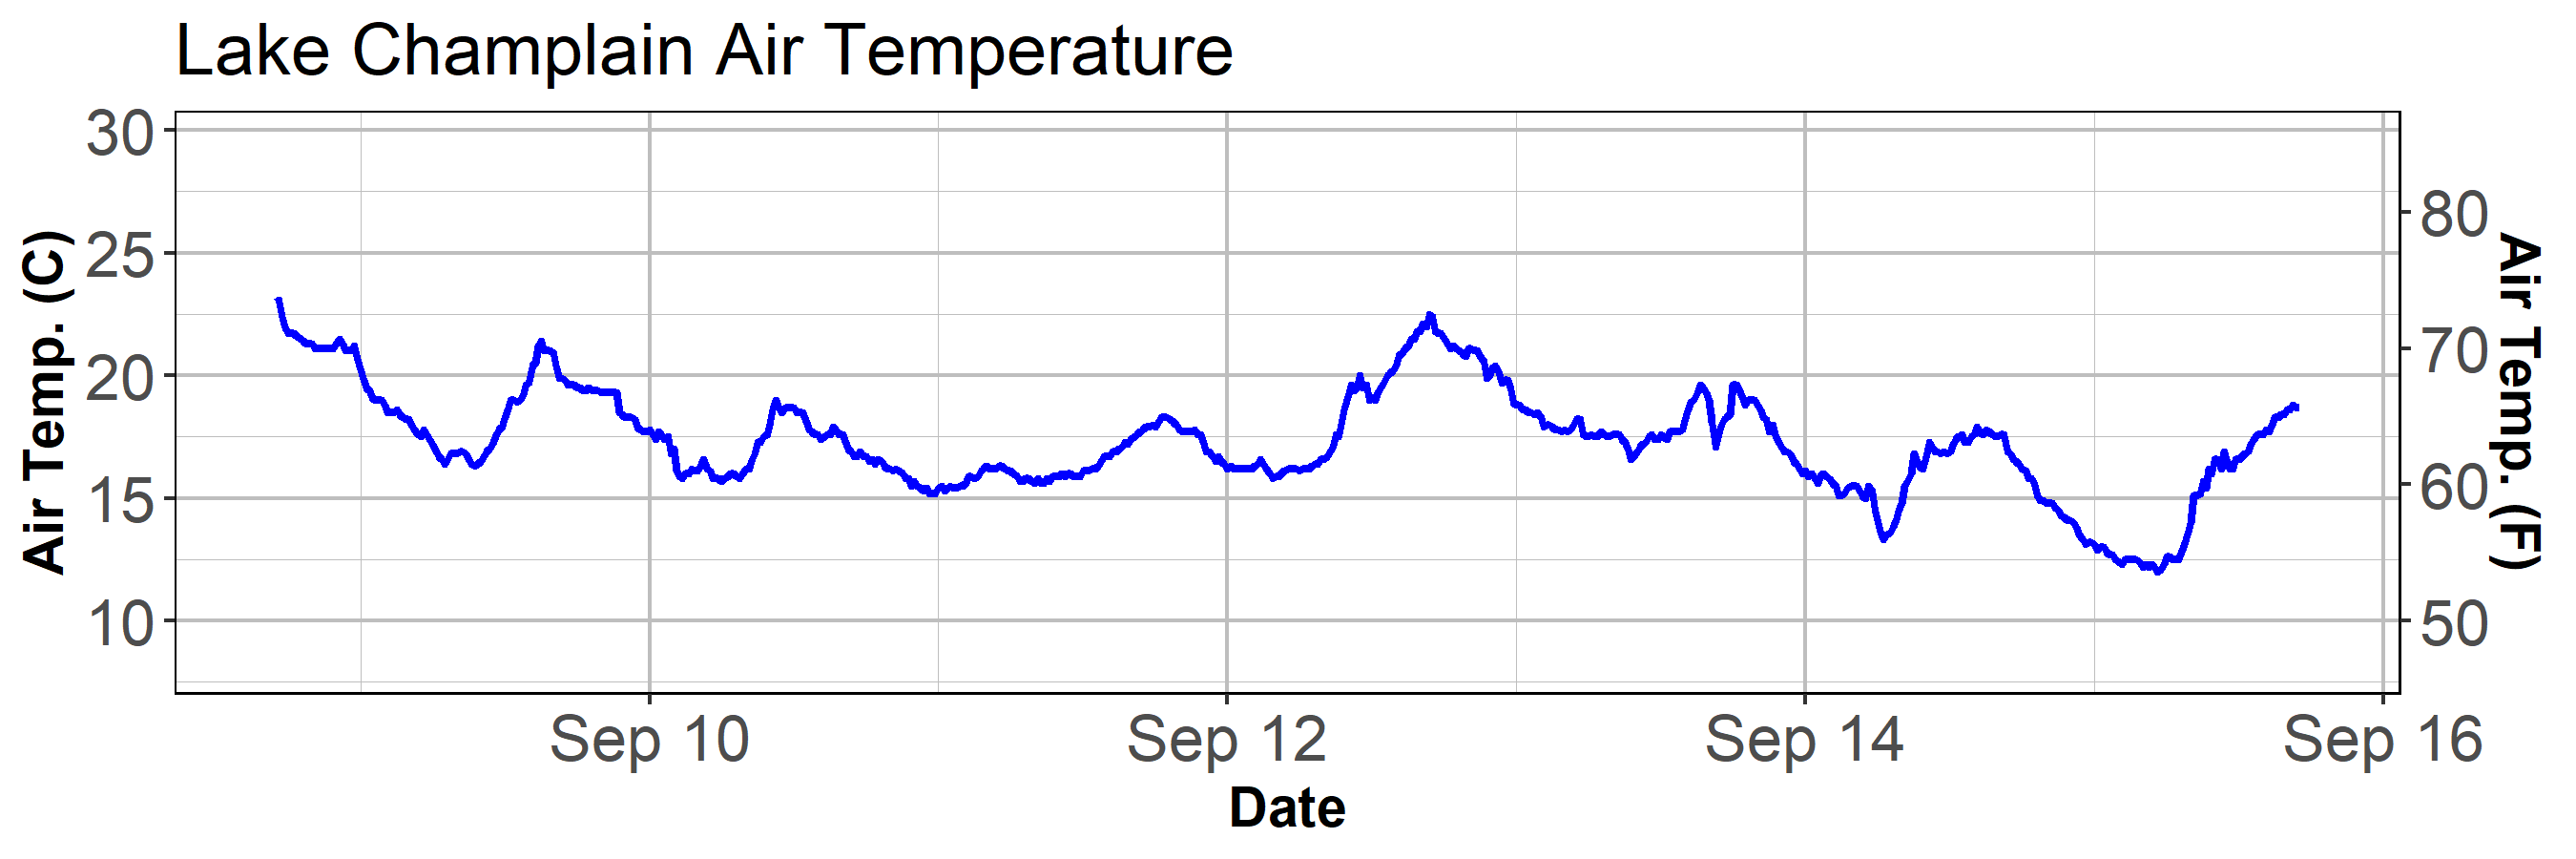 Lake Champlain Air Temperature
30
25
20
15
10
Air Temp. (C)
80
70
60
50
Air Temp. (F)
Sep 10
Sep 12
Sep 14
Sep 16
Date